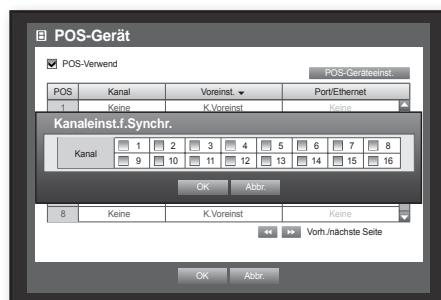 POS-Gerät
POS-Verwend
POS-Geräteeinst.
POS Kanal Voreinst. Port/Ethernet
1 Keine K.Voreinst Keine
Kanaleinst.f.Synchr.
Kanal 1 2 3 4 5 6 7 8
9 10 11 12 13 14 15 16
OK Abbr.
8 Keine K.Voreinst Keine
Vorh./nächste Seite
OK Abbr.